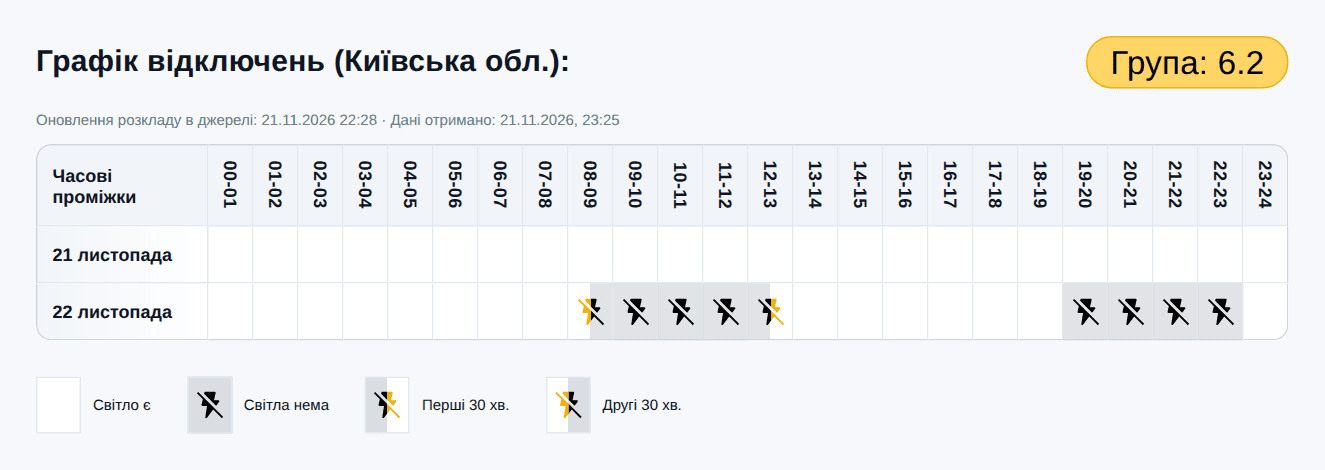 Графік відключень (Київська обл.):
Група: 6.2
Оновлення розкладу в джерелі: 21.11.2026 22:28 · Дані отримано: 21.11.2026, 23:25
Часові
проміжки
00-01
01-02
02-03
03-04
04-05
05-06
06-07
07-08
08-09
09-10
10-11
11-12
12-13
13-14
14-15
15-16
16-17
17-18
18-19
19-20
20-21
21-22
22-23
23-24
21 листопада
22 листопада
Світло є
Світла нема
Перші 30 хв.
Другі 30 хв.